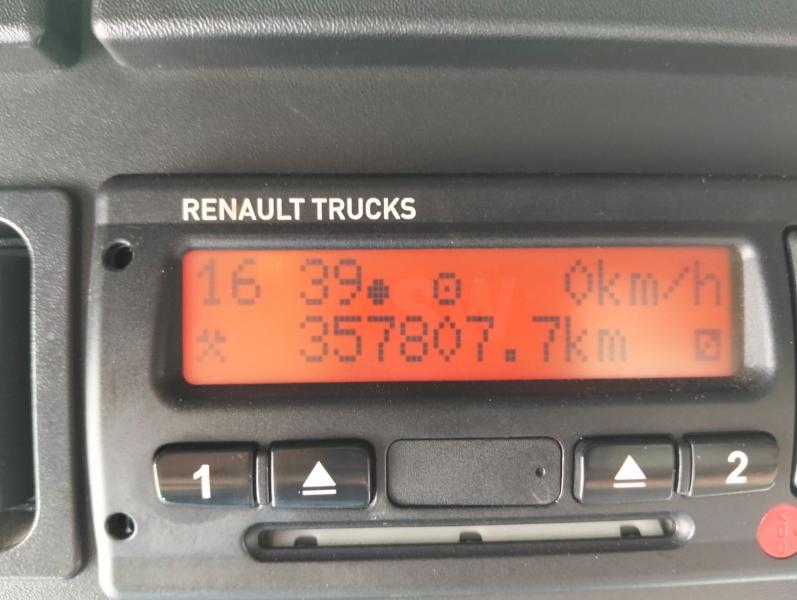 RENAULT TRUCKS
16 39 0km/h
357807.7km
1 2